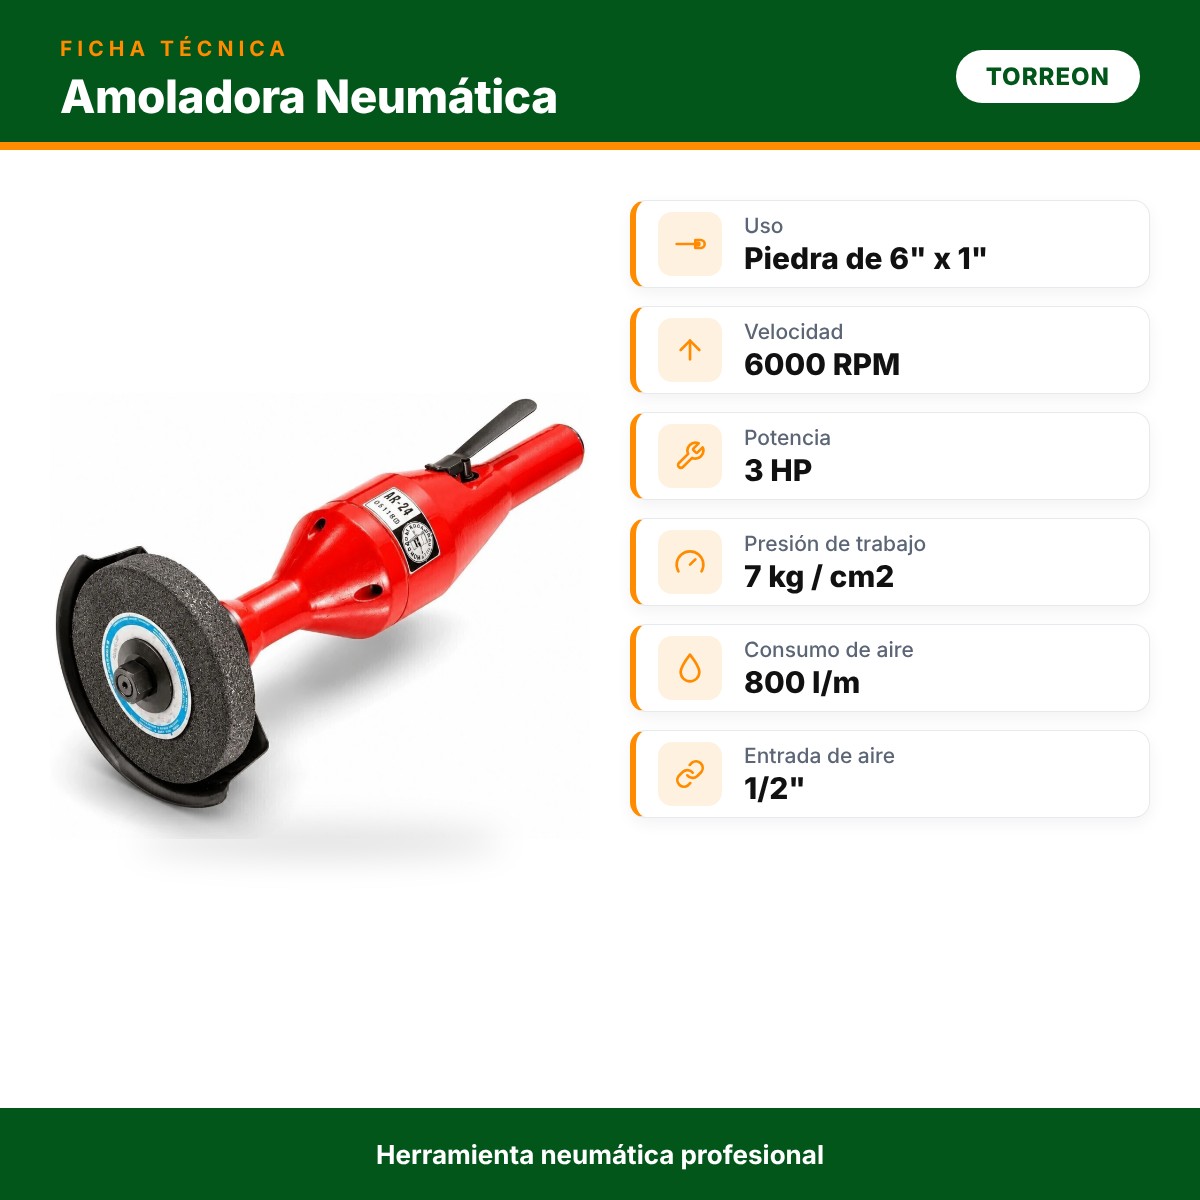 FICHA TÉCNICA
Amoladora Neumática
TORREON
Uso
Piedra de 6" x 1"
Velocidad
6000 RPM
Potencia
3 HP
Presión de trabajo
7 kg / cm2
Consumo de aire
800 l/m
Entrada de aire
1/2"
AR-24
Herramienta neumática profesional